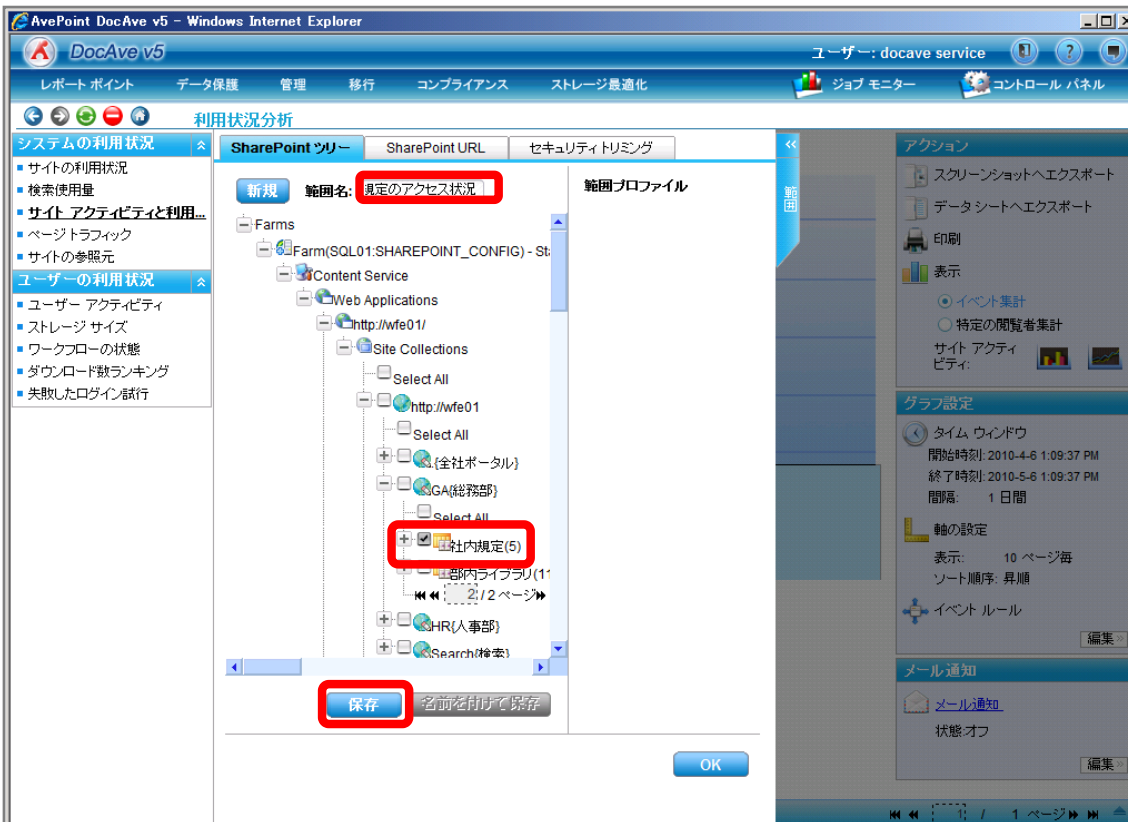 AvePoint DocAve v5 - Windows Internet Explorer
DocAve v5
ユーザー: docave service
レポート ポイント データ保護 管理 移行 コンプライアンス ストレージ最適化 ジョブ モニター コントロール パネル
利用状況分析
システムの利用状況
サイトの利用状況
検索使用量
サイト アクティビティと利用...
ページ トラフィック
サイトの参照元
ユーザーの利用状況
ユーザー アクティビティ
ストレージ サイズ
ワークフローの状態
ダウンロード数ランキング
失敗したログイン試行
SharePoint ツリー SharePoint URL セキュリティトリミング
新規 範囲名: 規定のアクセス状況
Farms
Farm(SQL01:SHAREPOINT_CONFIG) - St
Content Service
Web Applications
http://wfe01/
Site Collections
Select All
http://wfe01
Select All
{全社ポータル}
GA{総務部}
Select All
社内規定(5)
部内ライブラリ(11
2 / 2 ページ
HR{人事部}
Search{検索}
保存 名前を付けて保存
範囲プロファイル
OK
範囲
アクション
スクリーンショットへエクスポート
データ シートへエクスポート
印刷
表示
イベント集計
特定の閲覧者集計
サイト アクティ
ビティ:
グラフ設定
タイム ウィンドウ
開始時刻: 2010-4-6 1:09:37 PM
終了時刻: 2010-5-6 1:09:37 PM
間隔: 1 日間
軸の設定
表示: 10 ページ毎
ソート順序: 昇順
イベント ルール
編集
メール通知
メール通知
状態:オフ
編集
1 / 1 ページ